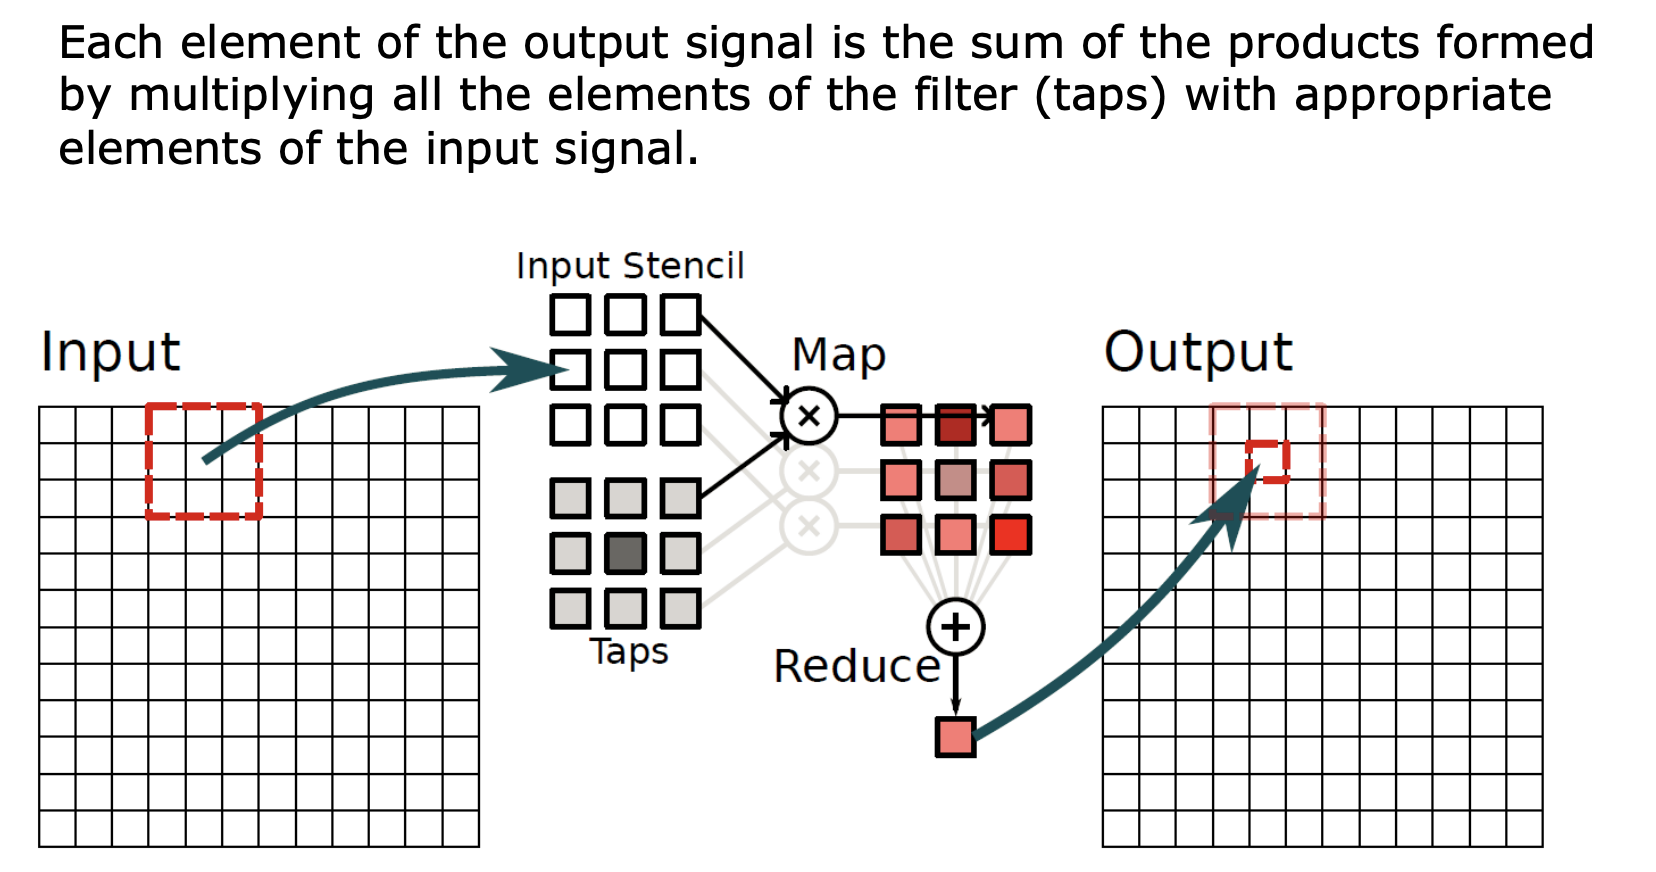 Each element of the output signal is the sum of the products formed
by multiplying all the elements of the filter (taps) with appropriate
elements of the input signal.
Input Stencil
Input
Map
Output
×
×
×
+
Taps
Reduce